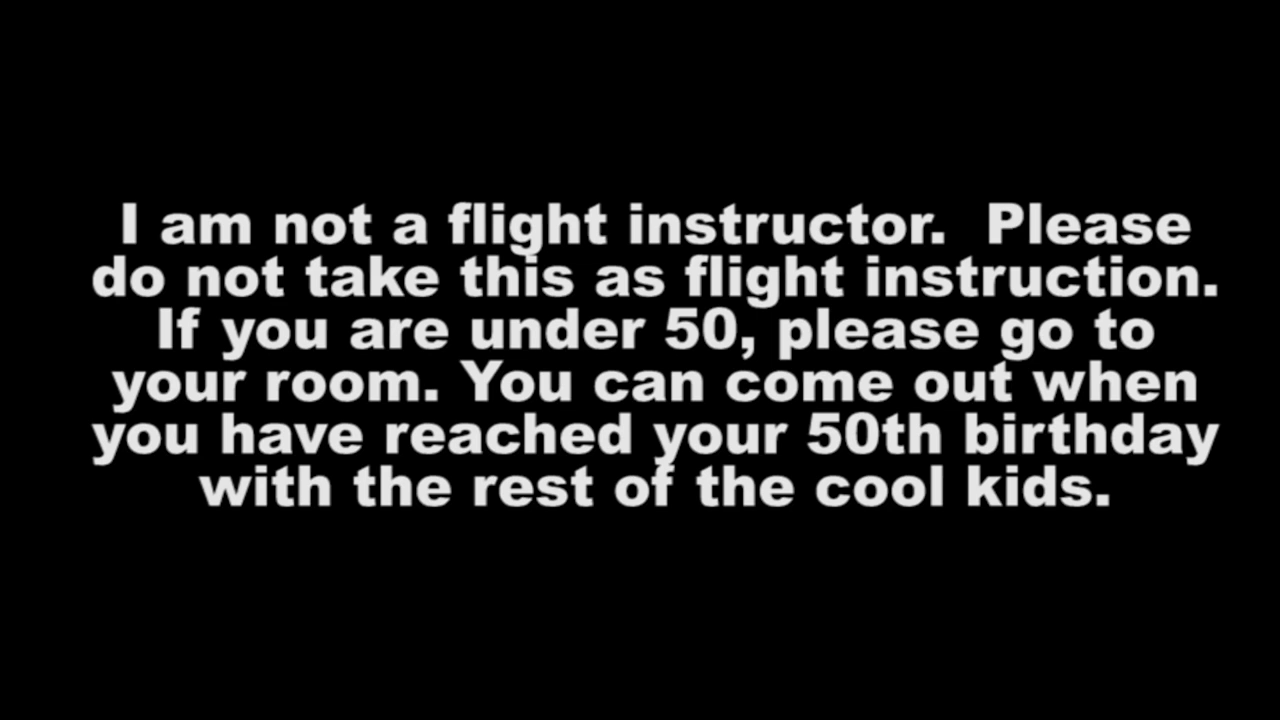 I am not a flight instructor.  Please
do not take this as flight instruction.
If you are under 50, please go to
your room. You can come out when
you have reached your 50th birthday
with the rest of the cool kids.